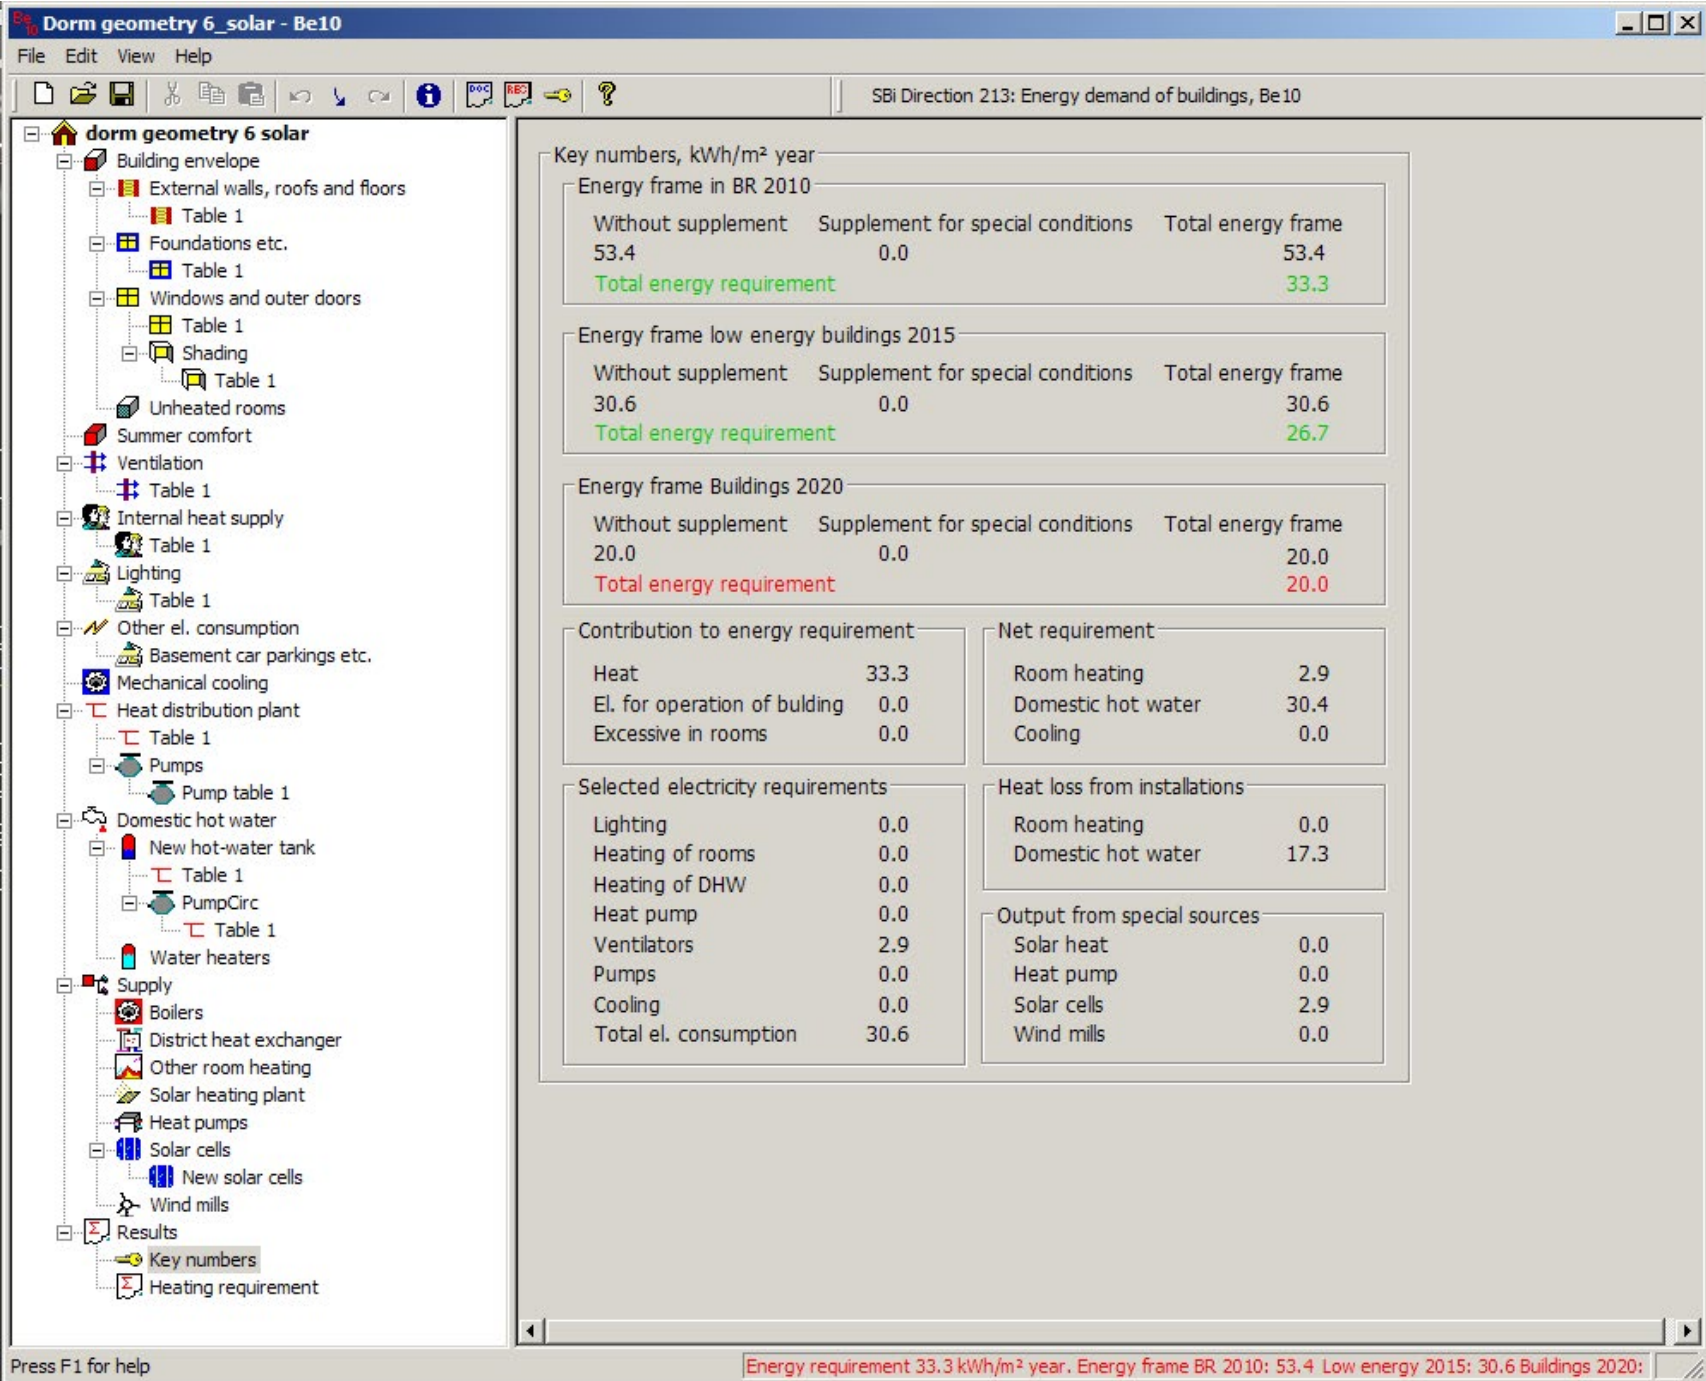 Be10 Dorm geometry 6_solar - Be10
File Edit View Help
DOC REC SBi Direction 213: Energy demand of buildings, Be10
dorm geometry 6 solar
Building envelope
External walls, roofs and floors
Table 1
Foundations etc.
Table 1
Windows and outer doors
Table 1
Shading
Table 1
Unheated rooms
Summer comfort
Ventilation
Table 1
Internal heat supply
Table 1
Lighting
Table 1
Other el. consumption
Basement car parkings etc.
Mechanical cooling
Heat distribution plant
Table 1
Pumps
Pump table 1
Domestic hot water
New hot-water tank
Table 1
PumpCirc
Table 1
Water heaters
Supply
Boilers
District heat exchanger
Other room heating
Solar heating plant
Heat pumps
Solar cells
New solar cells
Wind mills
Results
Key numbers
Heating requirement
Key numbers, kWh/m² year
Energy frame in BR 2010
Without supplement Supplement for special conditions Total energy frame
53.4 0.0 53.4
Total energy requirement 33.3
Energy frame low energy buildings 2015
Without supplement Supplement for special conditions Total energy frame
30.6 0.0 30.6
Total energy requirement 26.7
Energy frame Buildings 2020
Without supplement Supplement for special conditions Total energy frame
20.0 0.0 20.0
Total energy requirement 20.0
Contribution to energy requirement
Heat 33.3
El. for operation of bulding 0.0
Excessive in rooms 0.0
Net requirement
Room heating 2.9
Domestic hot water 30.4
Cooling 0.0
Selected electricity requirements
Lighting 0.0
Heating of rooms 0.0
Heating of DHW 0.0
Heat pump 0.0
Ventilators 2.9
Pumps 0.0
Cooling 0.0
Total el. consumption 30.6
Heat loss from installations
Room heating 0.0
Domestic hot water 17.3
Output from special sources
Solar heat 0.0
Heat pump 0.0
Solar cells 2.9
Wind mills 0.0
Press F1 for help Energy requirement 33.3 kWh/m² year. Energy frame BR 2010: 53.4 Low energy 2015: 30.6 Buildings 2020: